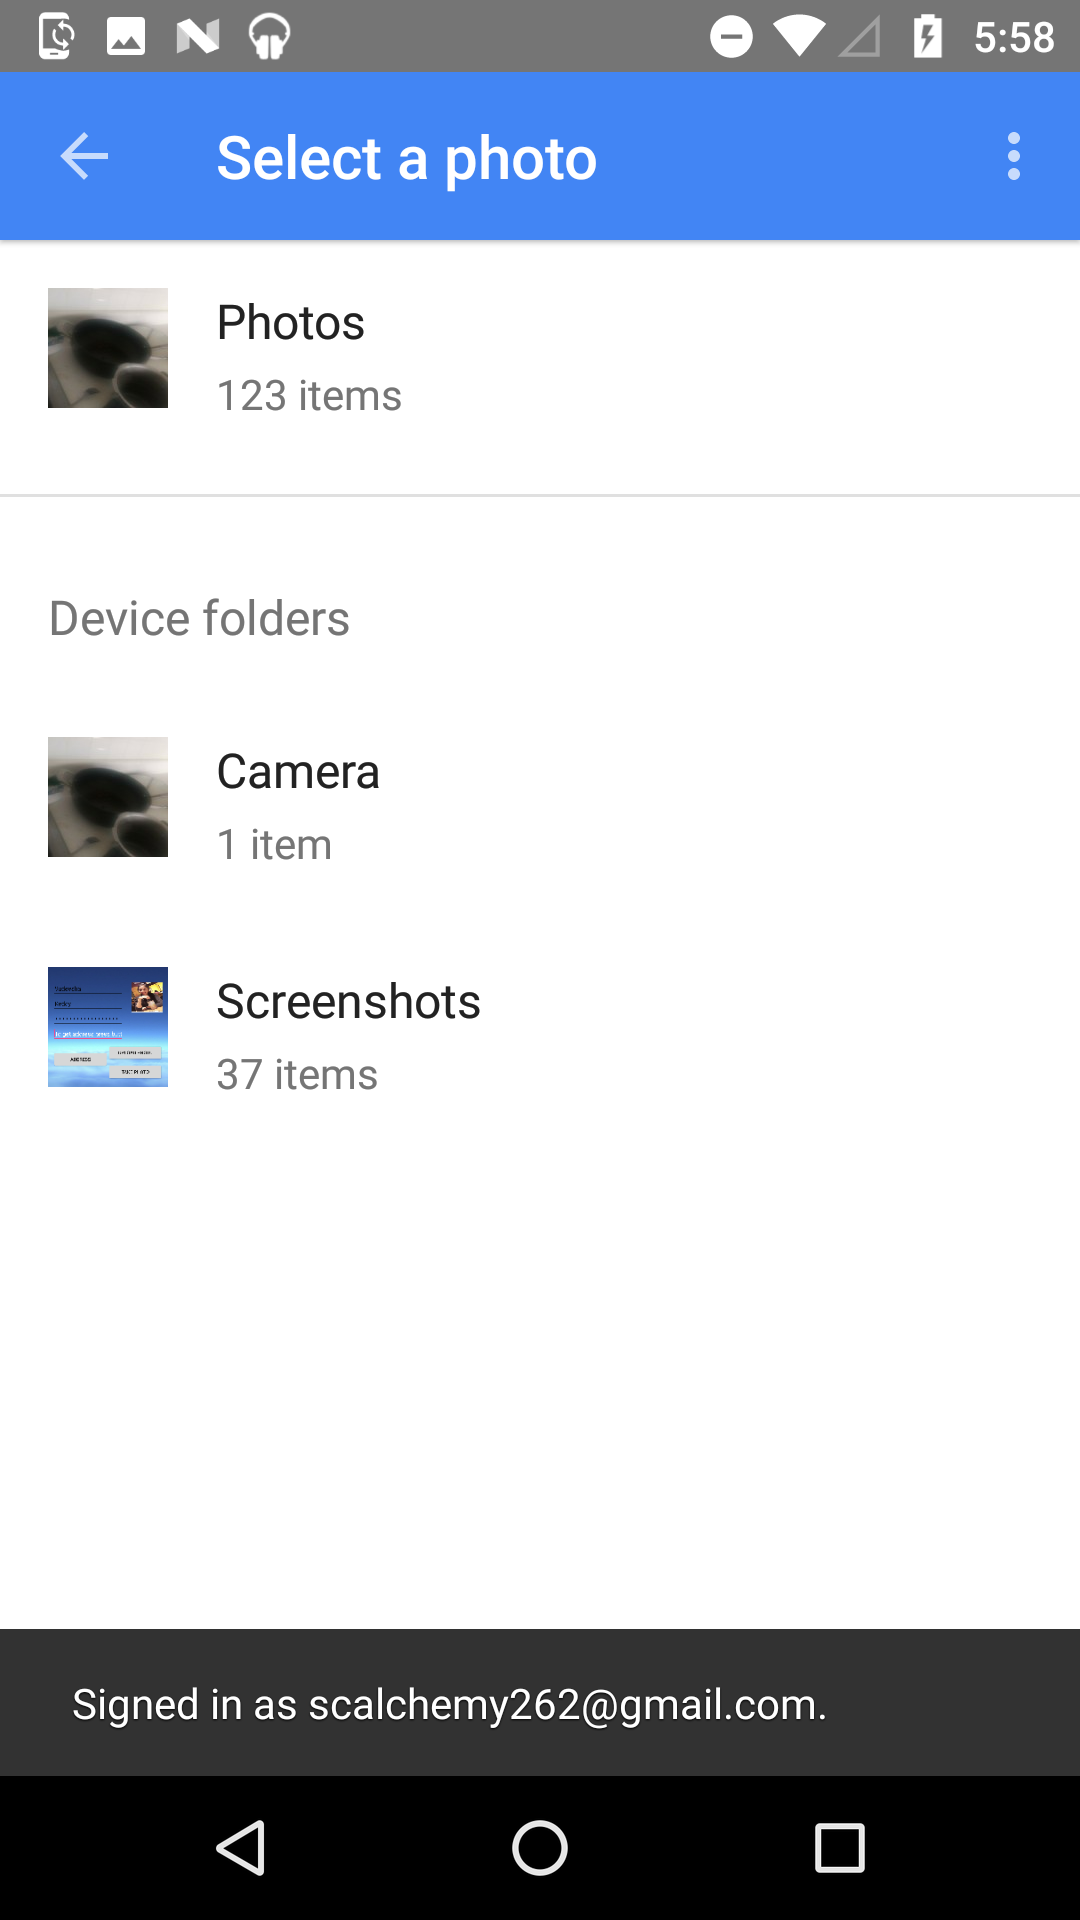 5:58
Select a photo
Photos
123 items
Device folders
Camera
1 item
Screenshots
37 items
Signed in as scalchemy262@gmail.com.